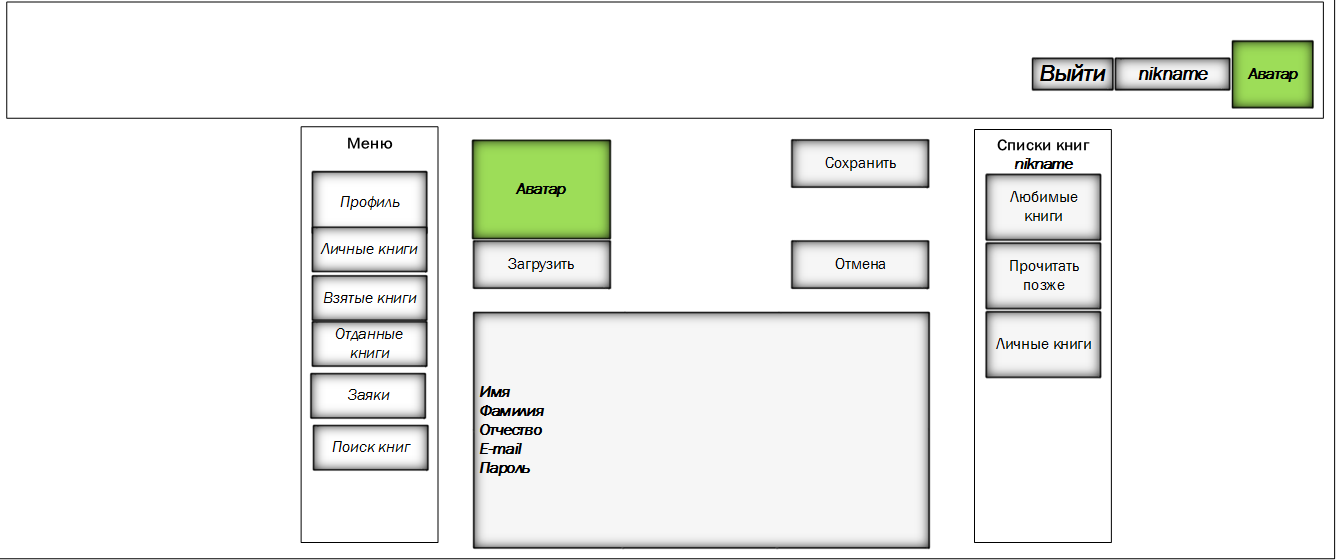 Выйти
nikname
Аватар
Меню
Профиль
Личные книги
Взятые книги
Отданные
книги
Заяки
Поиск книг
Аватар
Загрузить
Сохранить
Отмена
Имя
Фамилия
Отчество
E-mail
Пароль
Списки книг
nikname
Любимые
книги
Прочитать
позже
Личные книги